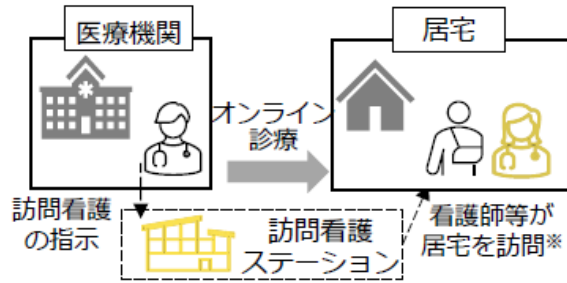 医療機関
居宅
オンライン
診療
訪問看護
の指示
訪問看護
ステーション
看護師等が
居宅を訪問※